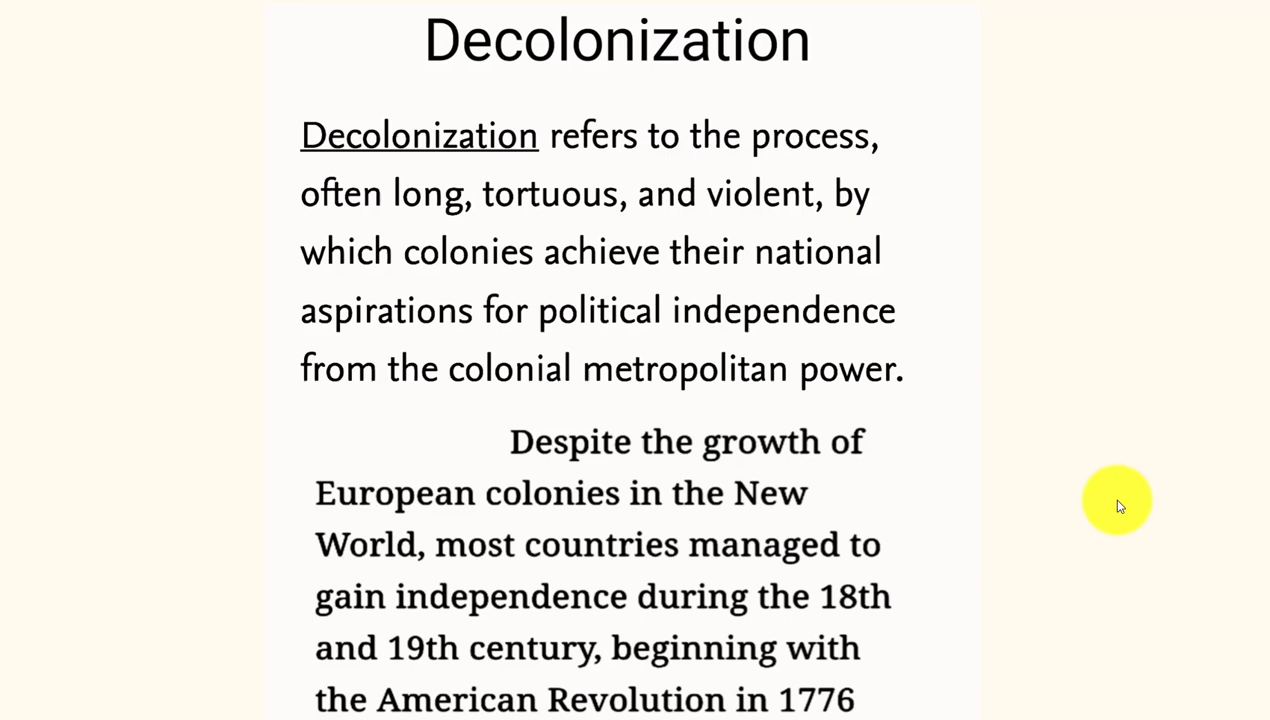 Decolonization
Decolonization refers to the process,
often long, tortuous, and violent, by
which colonies achieve their national
aspirations for political independence
from the colonial metropolitan power.
Despite the growth of
European colonies in the New
World, most countries managed to
gain independence during the 18th
and 19th century, beginning with
the American Revolution in 1776